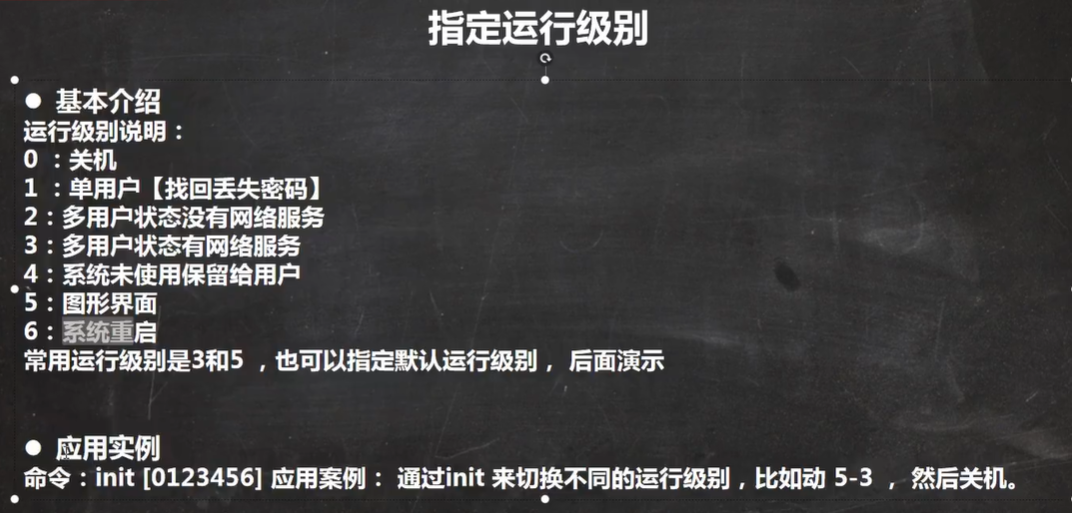 指定运行级别
● 基本介绍
运行级别说明：
0 ：关机
1 ：单用户【找回丢失密码】
2：多用户状态没有网络服务
3：多用户状态有网络服务
4：系统未使用保留给用户
5：图形界面
6：系统重启
常用运行级别是3和5 ，也可以指定默认运行级别， 后面演示
● 应用实例
命令：init [0123456] 应用案例： 通过init 来切换不同的运行级别，比如动 5-3 ， 然后关机。